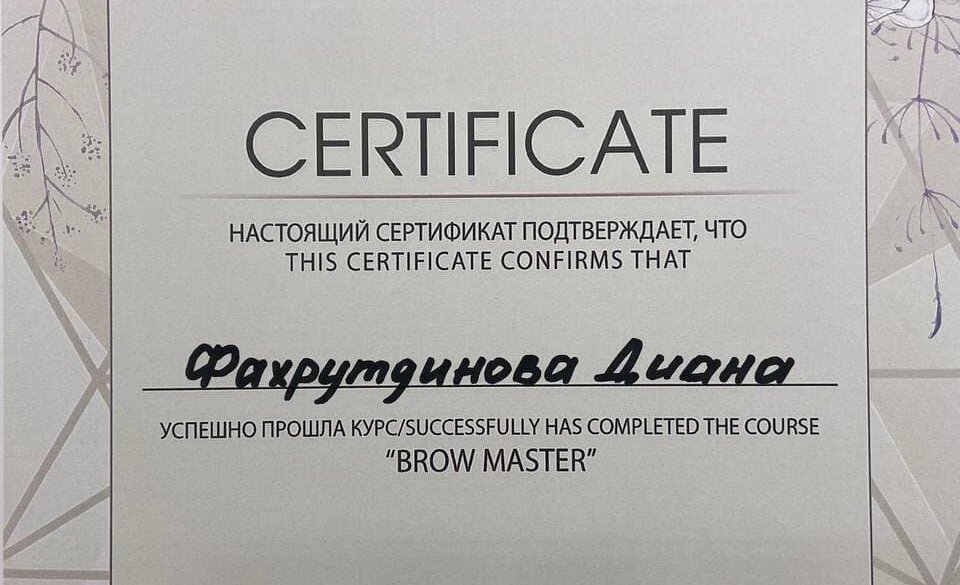 CERTIFICATE
НАСТОЯЩИЙ СЕРТИФИКАТ ПОДТВЕРЖДАЕТ, ЧТО
THIS CERTIFICATE CONFIRMS THAT
Фахрутдинова Диана
УСПЕШНО ПРОШЛА КУРС/SUCCESSFULLY HAS COMPLETED THE COURSE
“BROW MASTER”